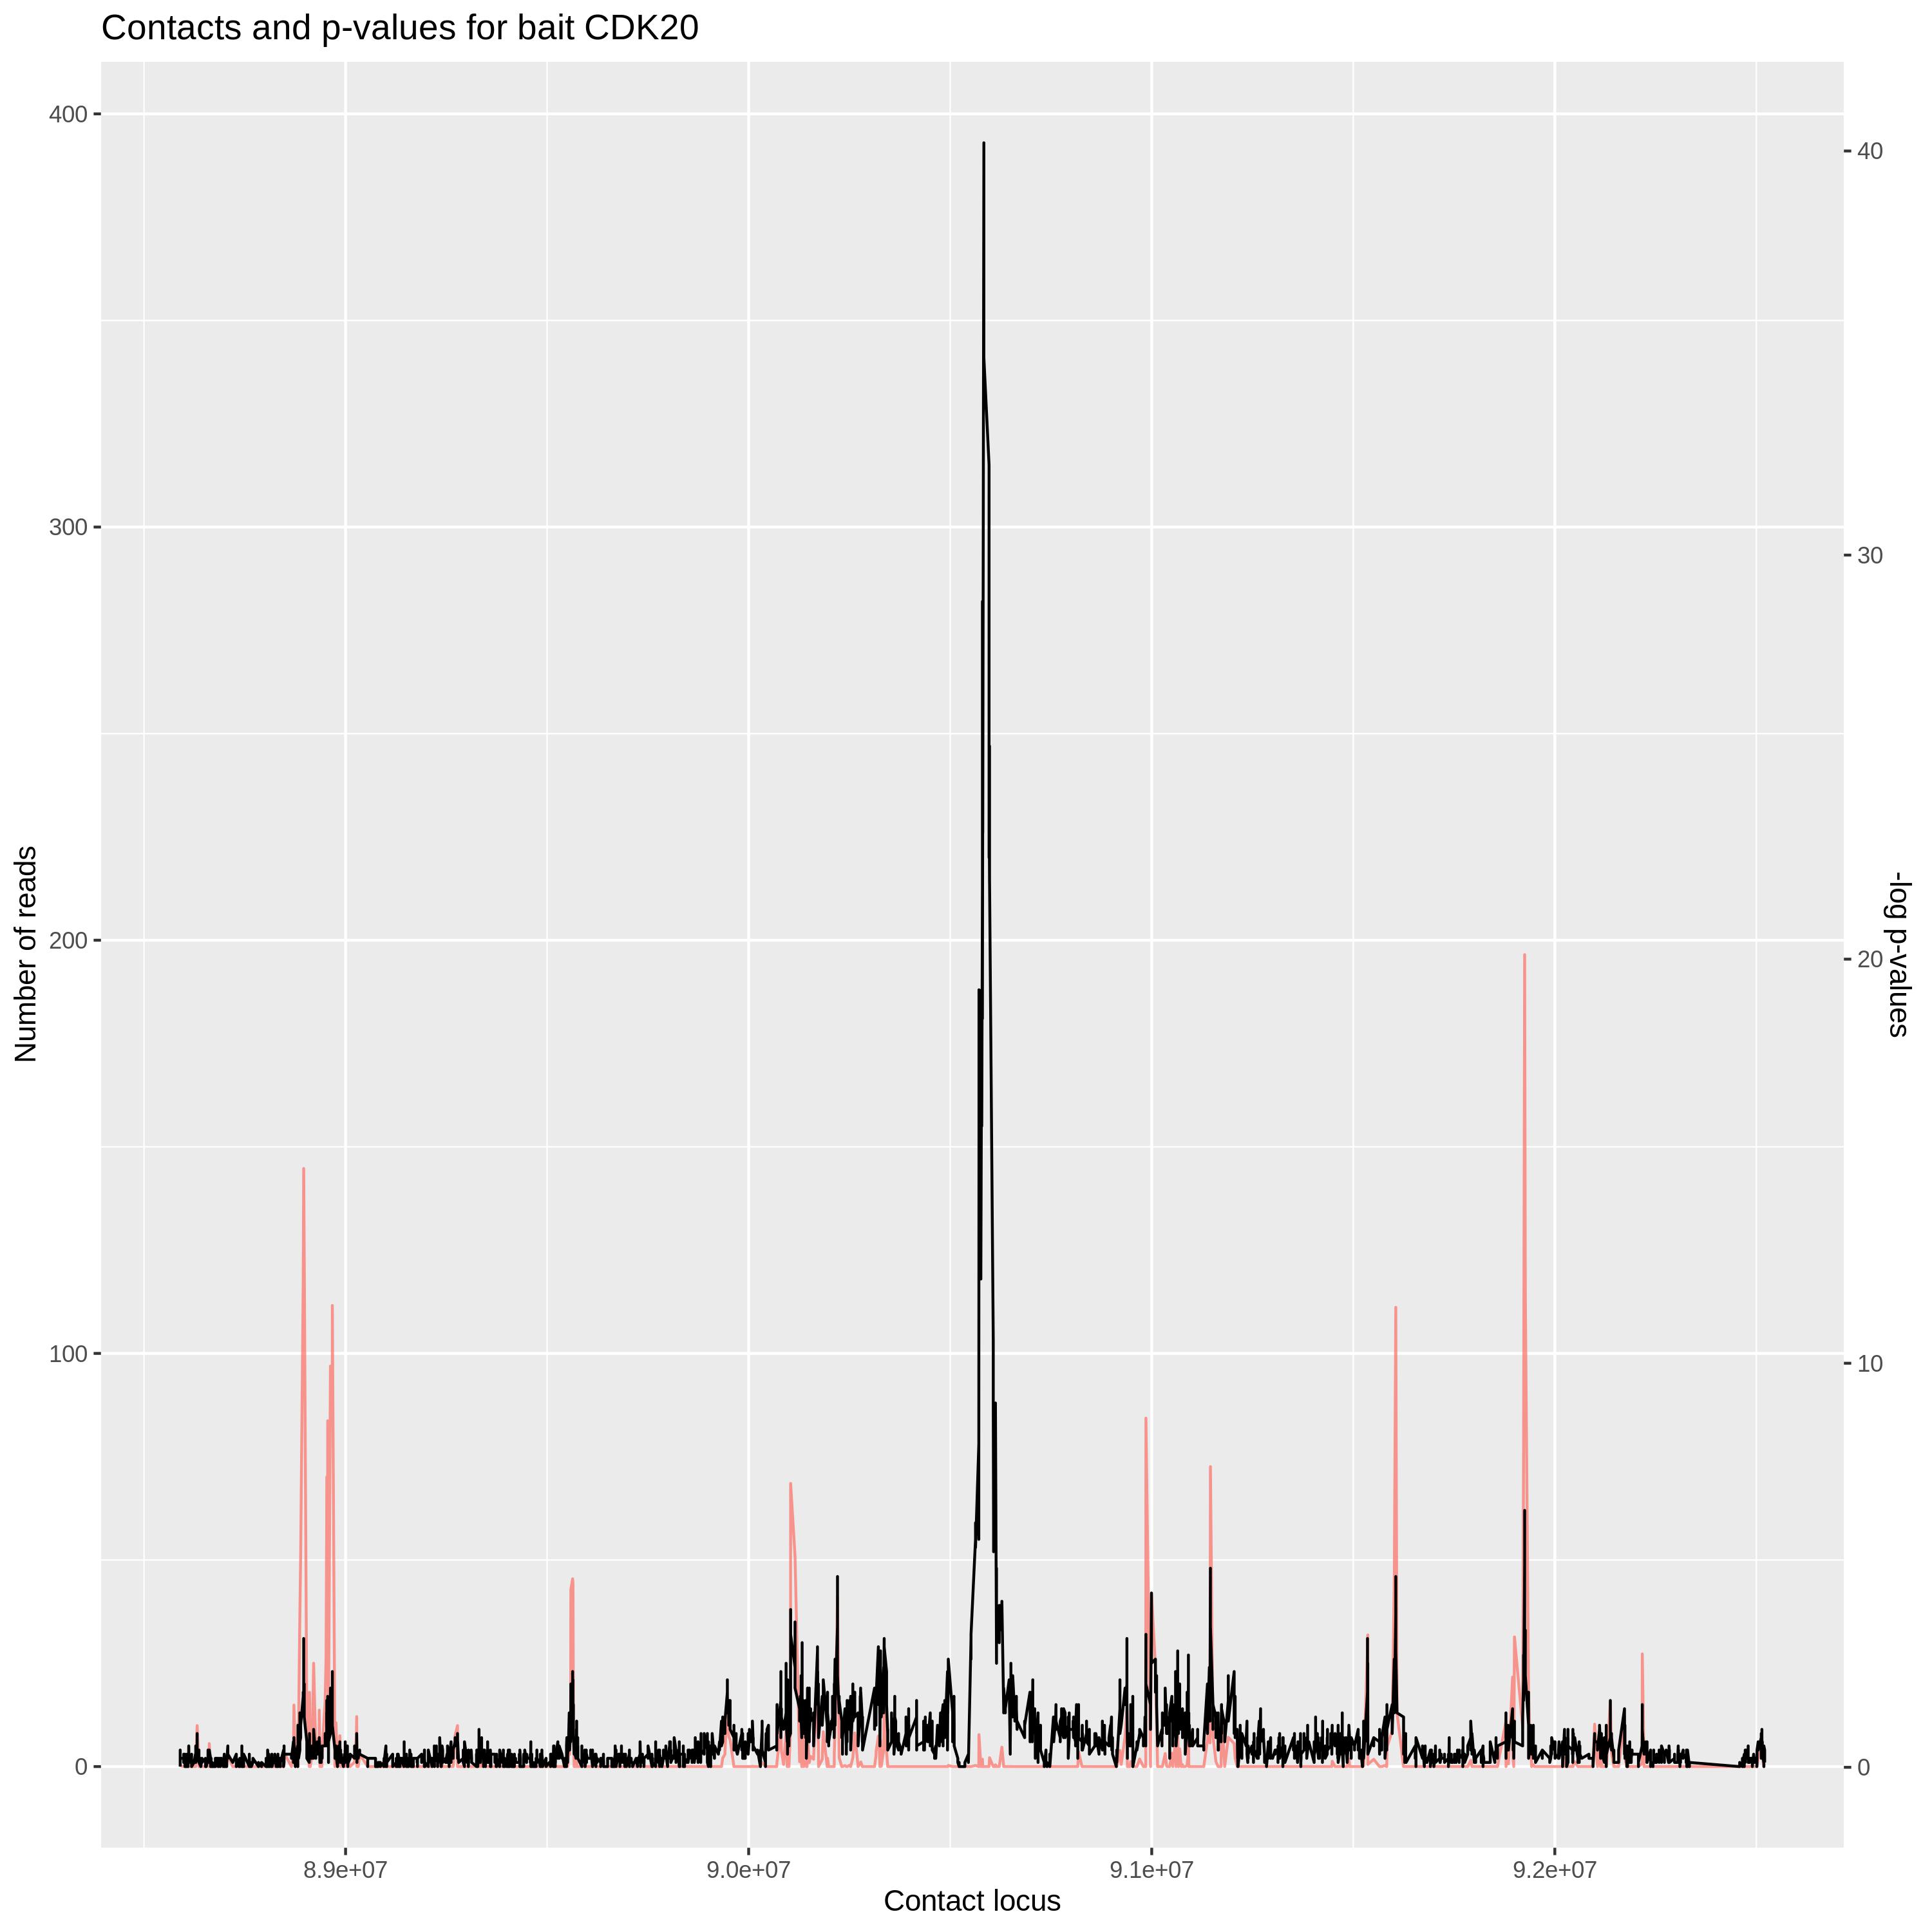 Contacts and p-values for bait CDK20
400
300
200
100
0
Number of reads
40
30
20
10
0
-log p-values
8.9e+07
9.0e+07
9.1e+07
9.2e+07
Contact locus